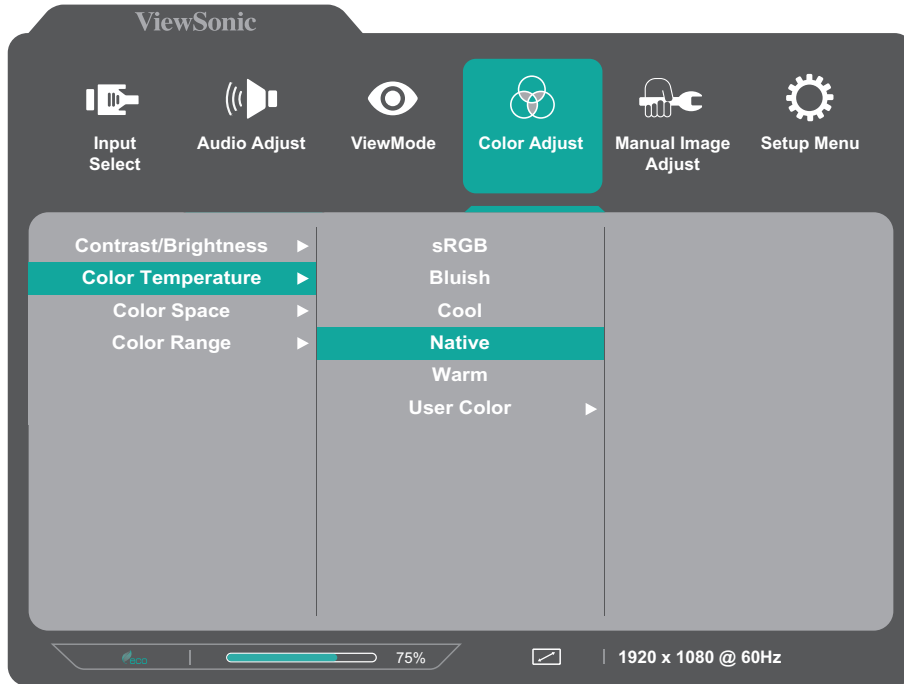 ViewSonic
Input Select
Audio Adjust
ViewMode
Color Adjust
Manual Image Adjust
Setup Menu
Contrast/Brightness
Color Temperature
Color Space
Color Range
sRGB
Bluish
Cool
Native
Warm
User Color
eco
75%
1920 x 1080 @ 60Hz